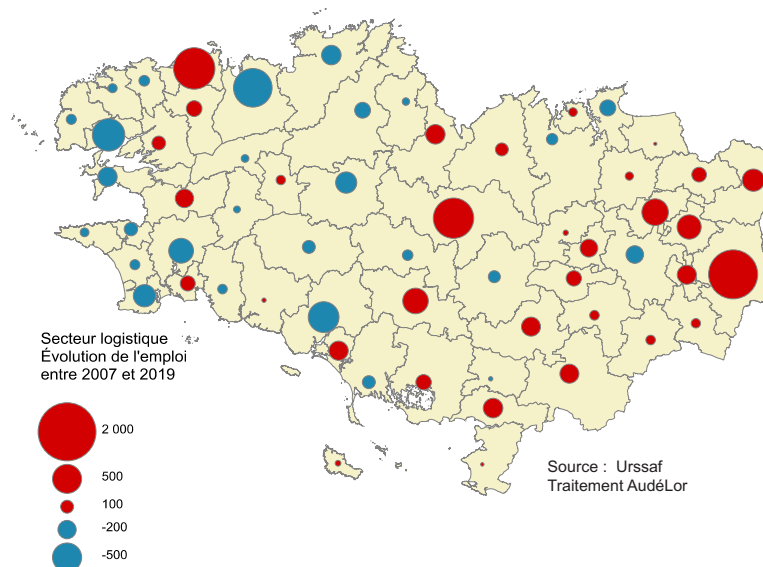 Secteur logistique
Évolution de l'emploi
entre 2007 et 2019
2 000
500
100
-200
-500
Source : Urssaf
Traitement AudéLor